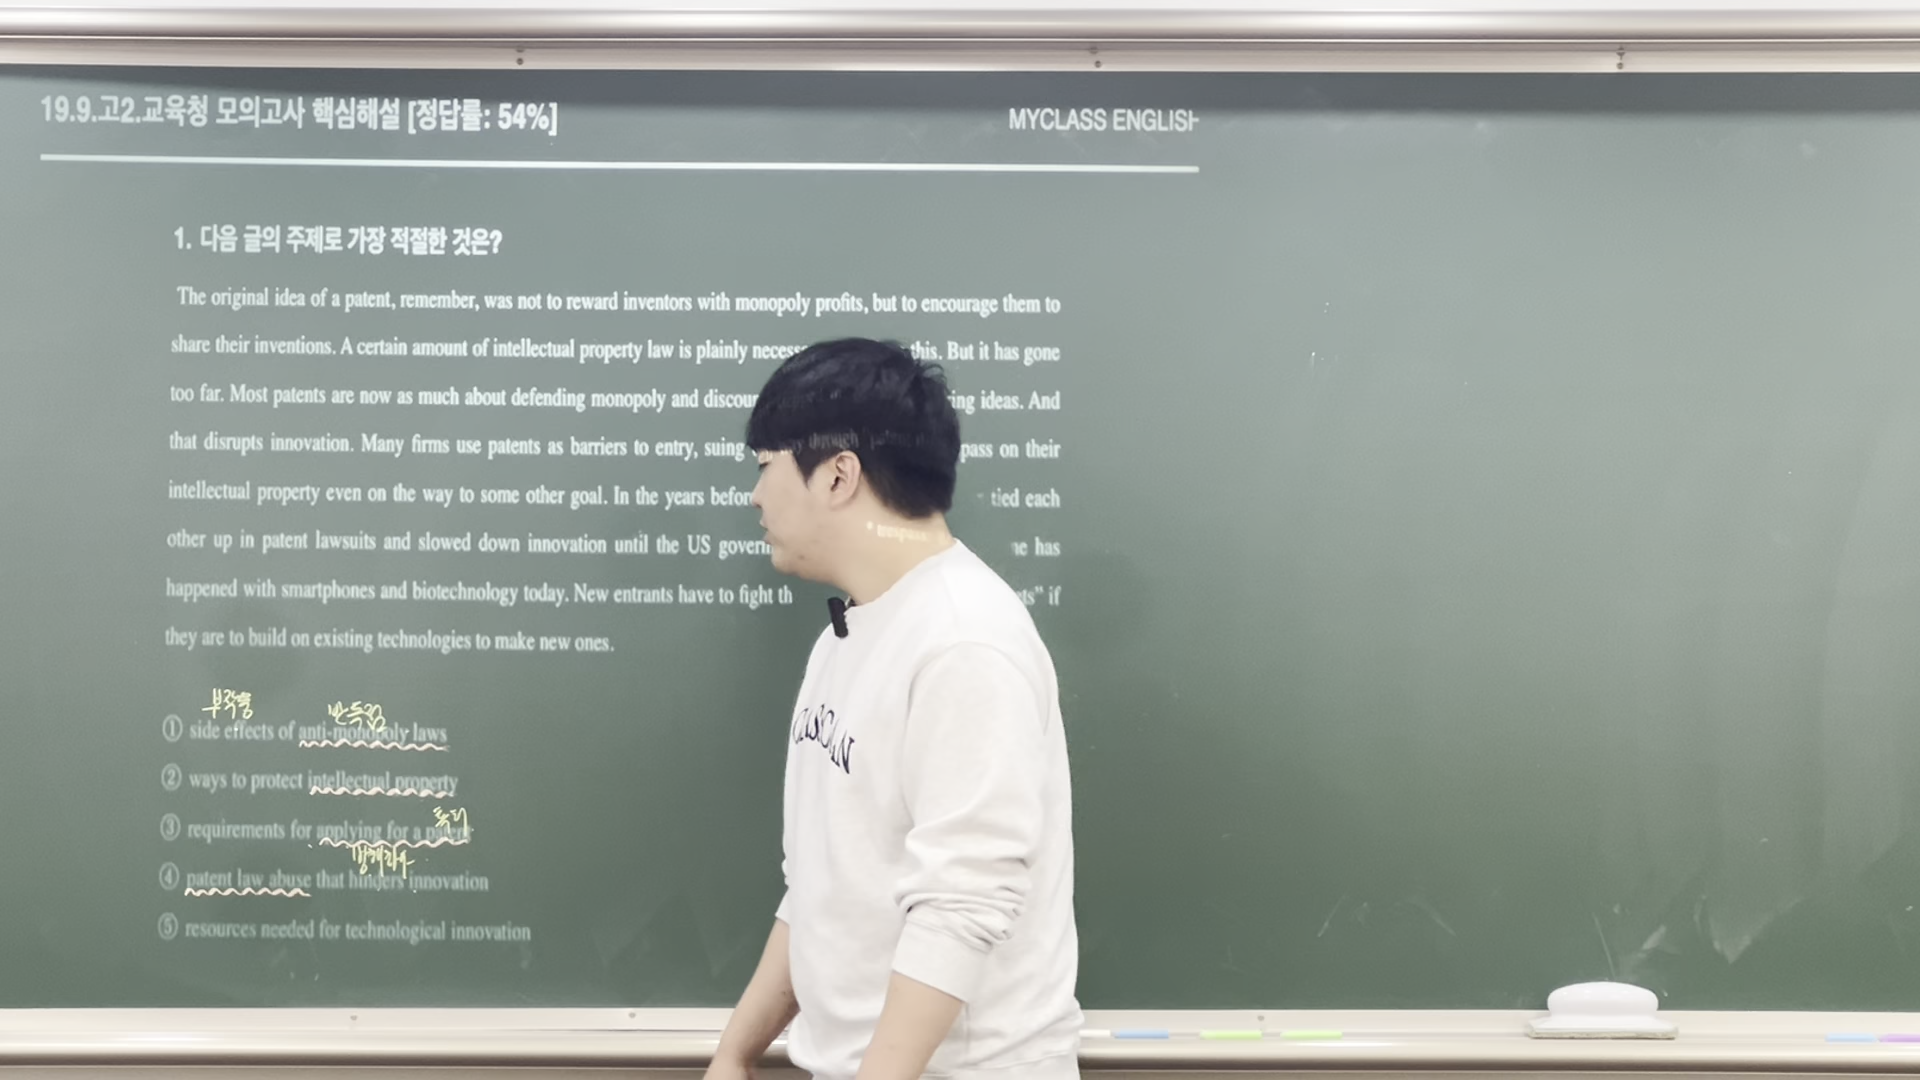 19.9.고2.교육청 모의고사 핵심해설 [정답률: 54%]
MYCLASS ENGLISH
1. 다음 글의 주제로 가장 적절한 것은?
The original idea of a patent, remember, was not to reward inventors with monopoly profits, but to encourage them to
share their inventions. A certain amount of intellectual property law is plainly this. But it has gone
too far. Most patents are now as much about defending monopoly and ideas. And
that disrupts innovation. Many firms use patents as barriers to entry, suing on their
intellectual property even on the way to some other goal. In the years tied each
other up in patent lawsuits and slowed down innovation until the US has
happened with smartphones and biotechnology today. New entrants have to fight if
they are to build on existing technologies to make new ones.
* trespass
부작용 반독점
① side effects of anti-monopoly laws
② ways to protect intellectual property
특허
③ requirements for applying for a patent
방해하다
④ patent law abuse that hinders innovation
⑤ resources needed for technological innovation